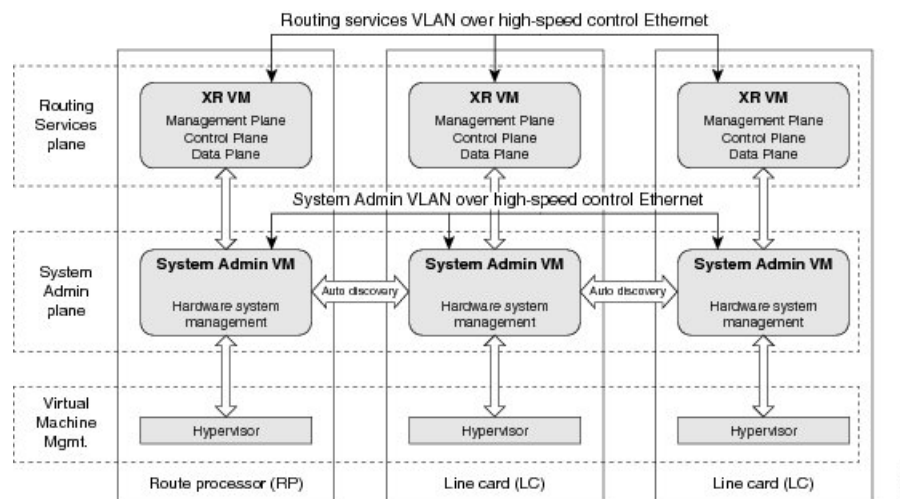 Routing services VLAN over high-speed control Ethernet
Routing
Services
plane
XR VM
Management Plane
Control Plane
Data Plane
XR VM
Management Plane
Control Plane
Data Plane
XR VM
Management Plane
Control Plane
Data Plane
System Admin VLAN over high-speed control Ethernet
System
Admin
plane
System Admin VM
Hardware system
management
Auto discovery
System Admin VM
Hardware system
management
Auto discovery
System Admin VM
Hardware system
management
Virtual
Machine
Mgmt.
Hypervisor
Hypervisor
Hypervisor
Route processor (RP)
Line card (LC)
Line card (LC)